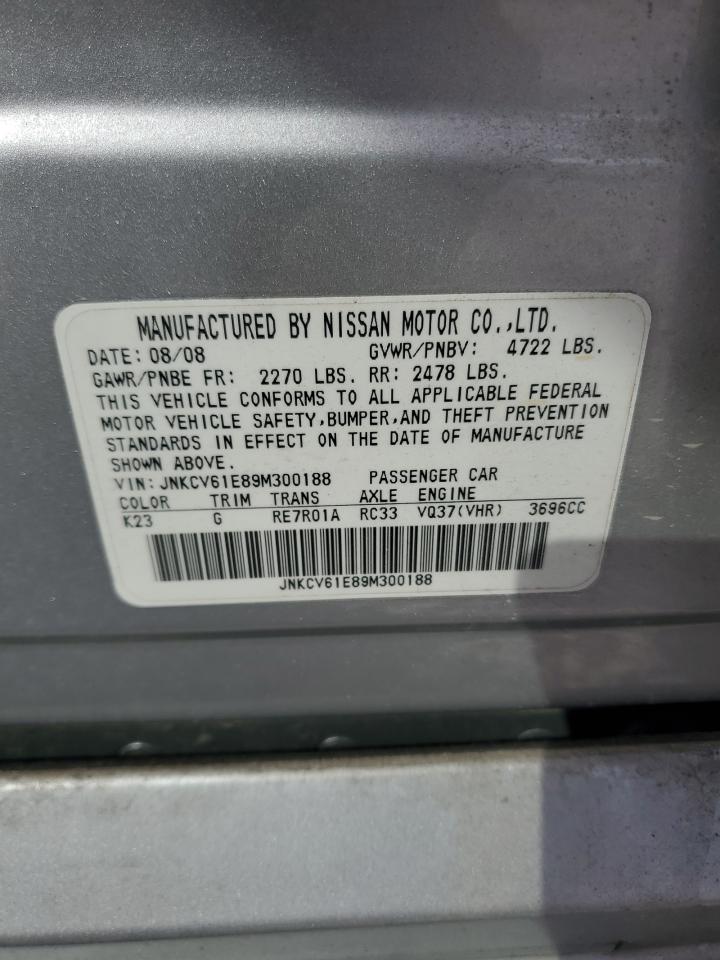 MANUFACTURED BY NISSAN MOTOR CO.,LTD.
DATE: 08/08 GVWR/PNBV: 4722 LBS.
GAWR/PNBE FR: 2270 LBS. RR: 2478 LBS.
THIS VEHICLE CONFORMS TO ALL APPLICABLE FEDERAL
MOTOR VEHICLE SAFETY,BUMPER,AND THEFT PREVENTION
STANDARDS IN EFFECT ON THE DATE OF MANUFACTURE
SHOWN ABOVE.
VIN: JNKCV61E89M300188 PASSENGER CAR
COLOR TRIM TRANS AXLE ENGINE
K23 G RE7R01A RC33 VQ37(VHR) 3696CC
JNKCV61E89M300188